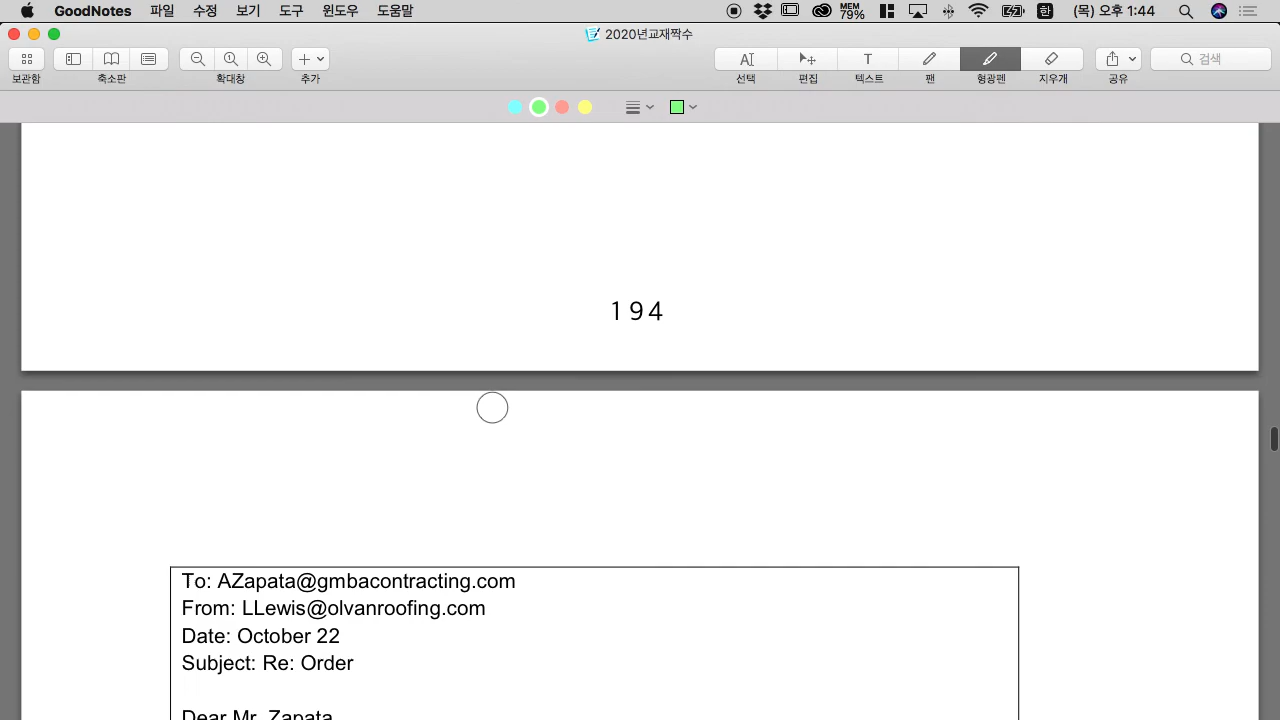 GoodNotes 파일 수정 보기 도구 윈도우 도움말 MEM 79% 한 (목) 오후 1:44
2020년교재짝수
보관함 축소판 확대창 추가 선택 편집 텍스트 펜 형광펜 지우개 공유 검색
194
To: AZapata@gmbacontracting.com
From: LLewis@olvanroofing.com
Date: October 22
Subject: Re: Order
Dear Mr. Zapata